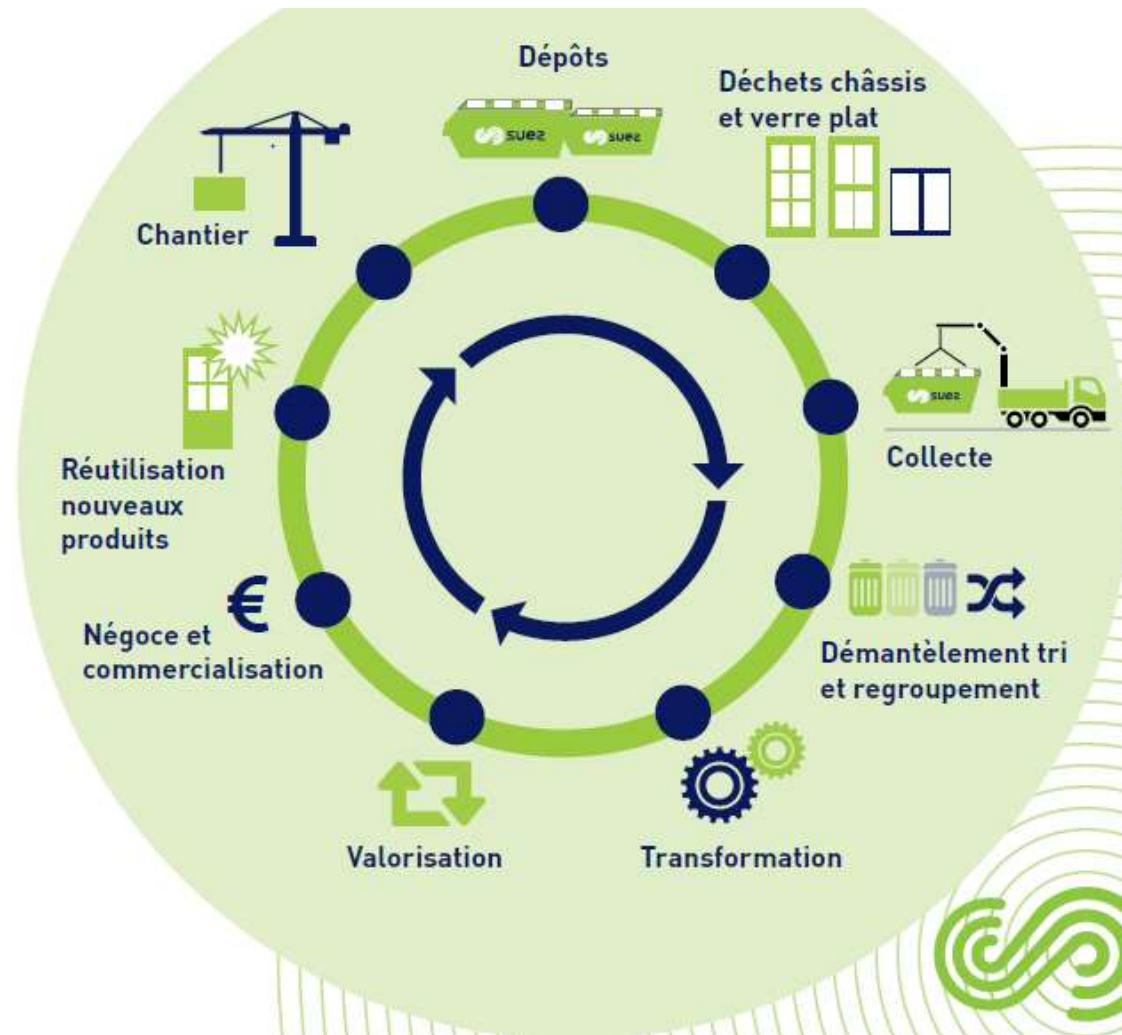 Dépôts
suez
suez
Déchets châssis
et verre plat
Chantier
suez
Collecte
Réutilisation
nouveaux
produits
€
Négoce et
commercialisation
Démantèlement tri
et regroupement
Valorisation
Transformation